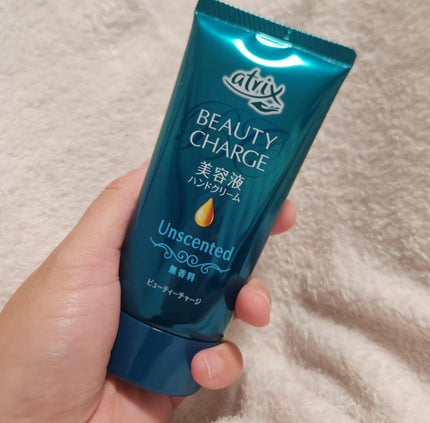 atrix
BEAUTY
CHARGE
美容液
ハンドクリーム
Unscented
無香料
ビューティーチャージ